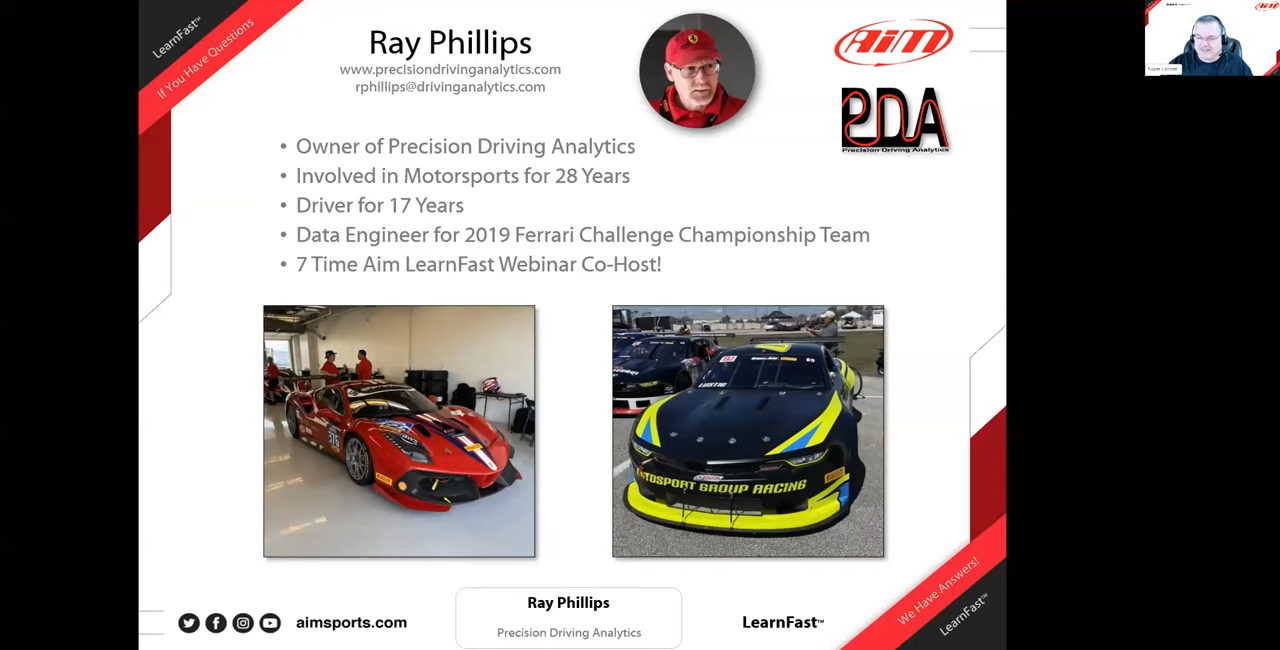 LearnFast™
If You Have Questions
Ray Phillips
www.precisiondrivinganalytics.com
rphillips@drivinganalytics.com
AiM
PDA
Precision Driving Analytics
• Owner of Precision Driving Analytics
• Involved in Motorsports for 28 Years
• Driver for 17 Years
• Data Engineer for 2019 Ferrari Challenge Championship Team
• 7 Time Aim LearnFast Webinar Co-Host!
LUSTIG
AUTOSPORT GROUP RACING
aimsports.com
Ray Phillips
Precision Driving Analytics
LearnFast™
We Have Answers!
LearnFast™